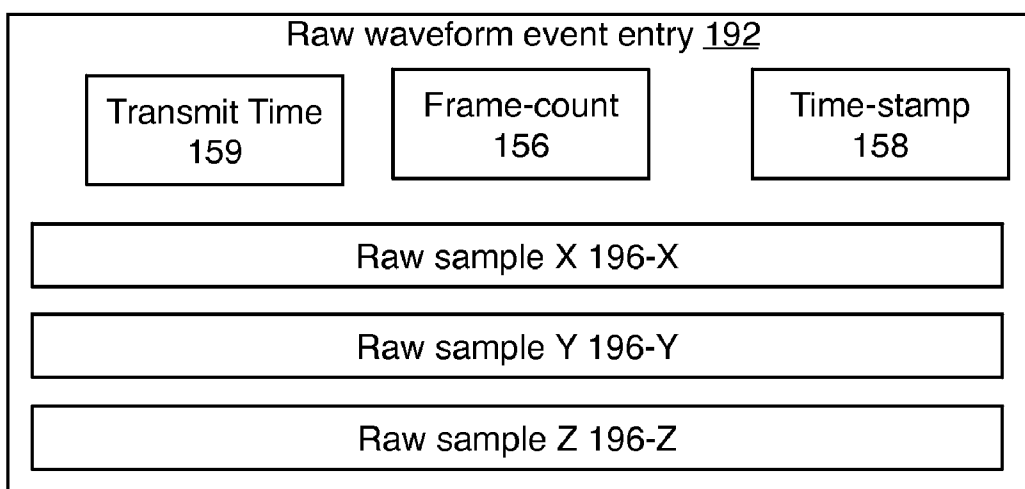 Raw waveform event entry 192
Transmit Time
159
Frame-count
156
Time-stamp
158
Raw sample X 196-X
Raw sample Y 196-Y
Raw sample Z 196-Z